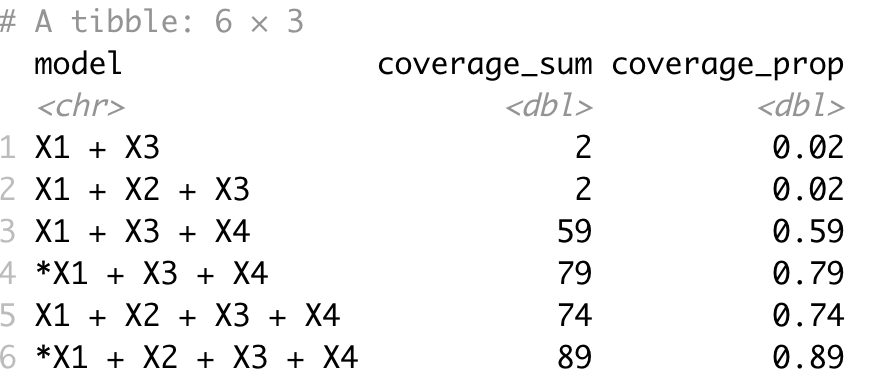 # A tibble: 6 × 3
model coverage_sum coverage_prop
<chr> <dbl> <dbl>
1 X1 + X3 2 0.02
2 X1 + X2 + X3 2 0.02
3 X1 + X3 + X4 59 0.59
4 *X1 + X3 + X4 79 0.79
5 X1 + X2 + X3 + X4 74 0.74
6 *X1 + X2 + X3 + X4 89 0.89